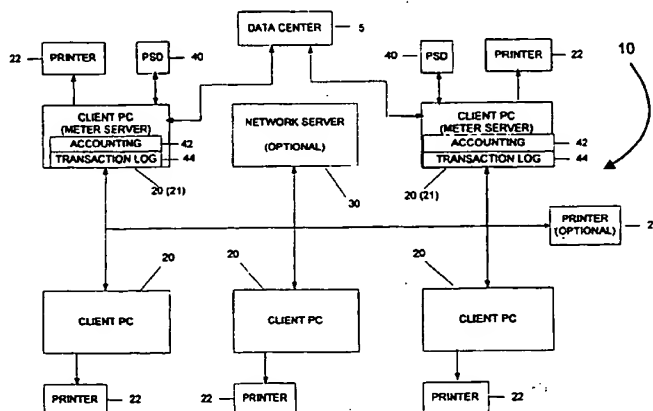 DATA CENTER 5
22 PRINTER
PSD 40
40 PSD
PRINTER 22
10
CLIENT PC
(METER SERVER)
ACCOUNTING 42
TRANSACTION LOG 44
20 (21)
NETWORK SERVER
(OPTIONAL)
30
CLIENT PC
(METER SERVER)
ACCOUNTING 42
TRANSACTION LOG 44
20 (21)
PRINTER
(OPTIONAL)
2
20
CLIENT PC
20
CLIENT PC
20
CLIENT PC
PRINTER 22
22 PRINTER
PRINTER 22